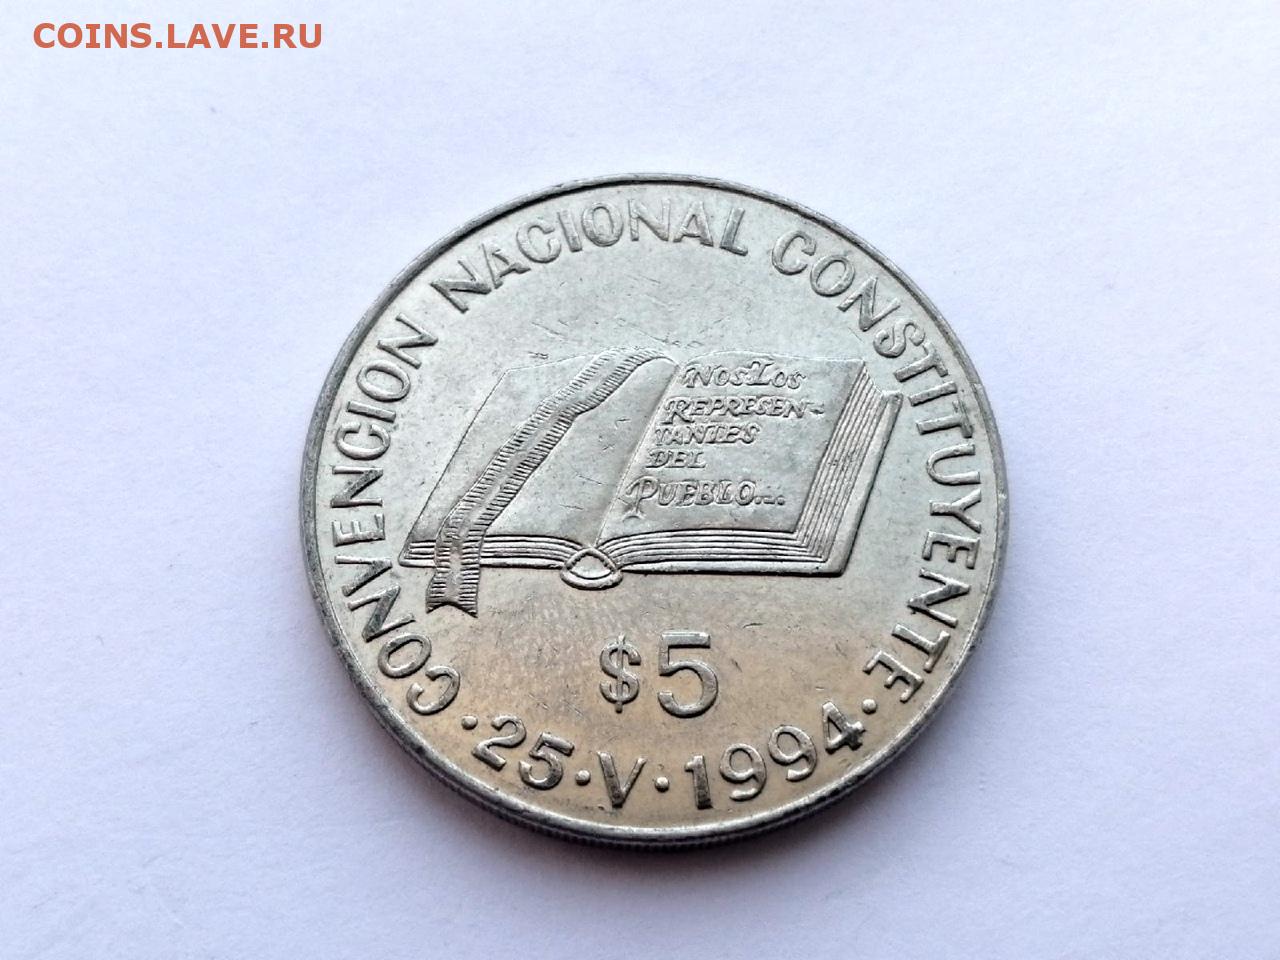 COINS.LAVE.RU
CONVENCION NACIONAL CONSTITUYENTE
NOS LOS
REPRESEN-
TANTES
DEL
PUEBLO...
$5
· 25 · V · 1994 ·